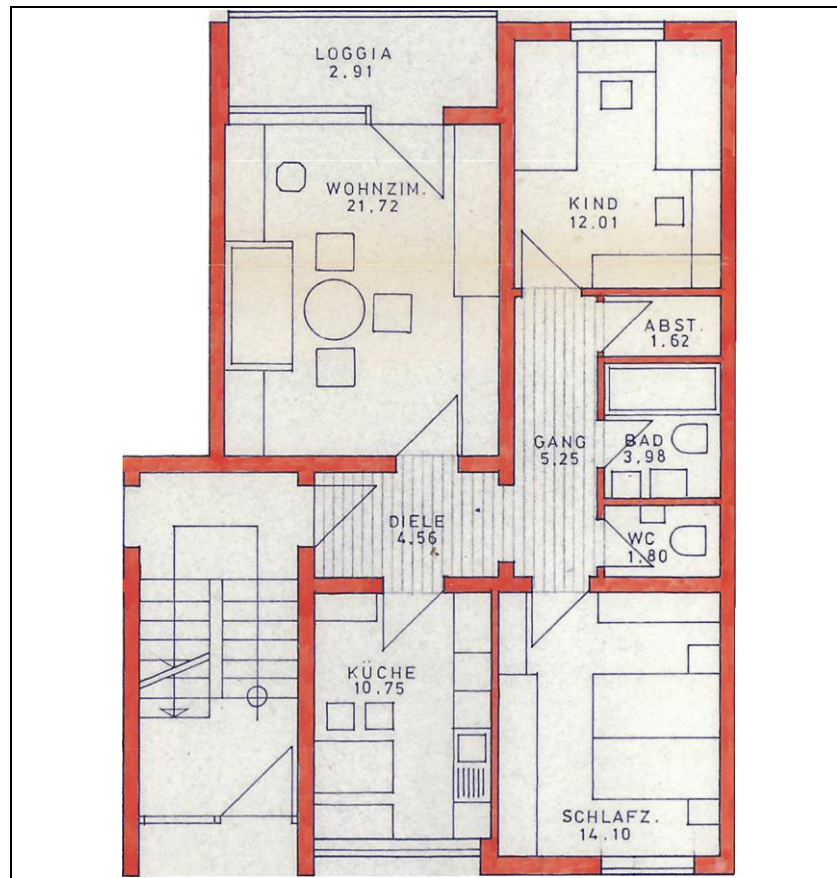 LOGGIA
2.91
WOHNZIM.
21.72
KIND
12.01
ABST.
1.62
GANG
5.25
BAD
3.98
DIELE
4.56
WC
1.80
KÜCHE
10.75
SCHLAFZ.
14.10